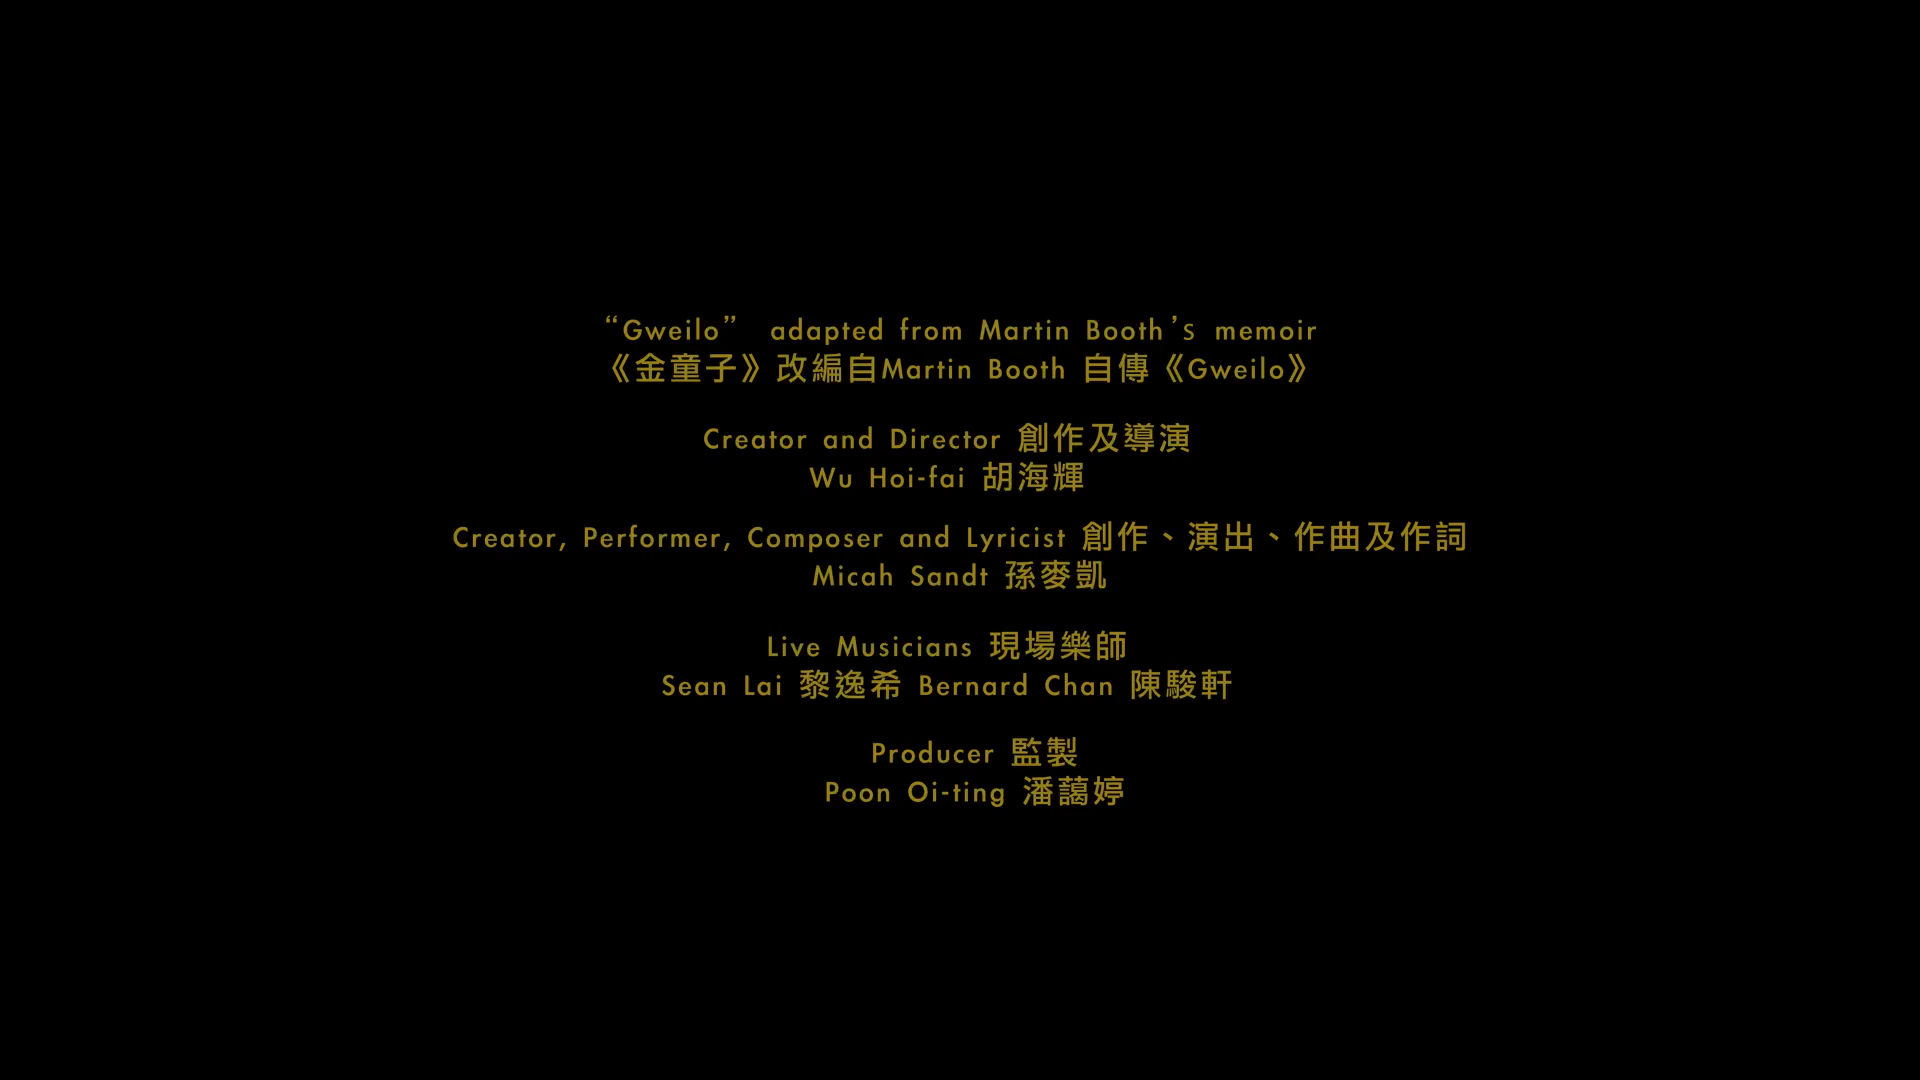 “Gweilo” adapted from Martin Booth’s memoir
《金童子》改編自Martin Booth 自傳《Gweilo》
Creator and Director 創作及導演
Wu Hoi-fai 胡海輝
Creator, Performer, Composer and Lyricist 創作、演出、作曲及作詞
Micah Sandt 孫麥凱
Live Musicians 現場樂師
Sean Lai 黎逸希 Bernard Chan 陳駿軒
Producer 監製
Poon Oi-ting 潘藹婷